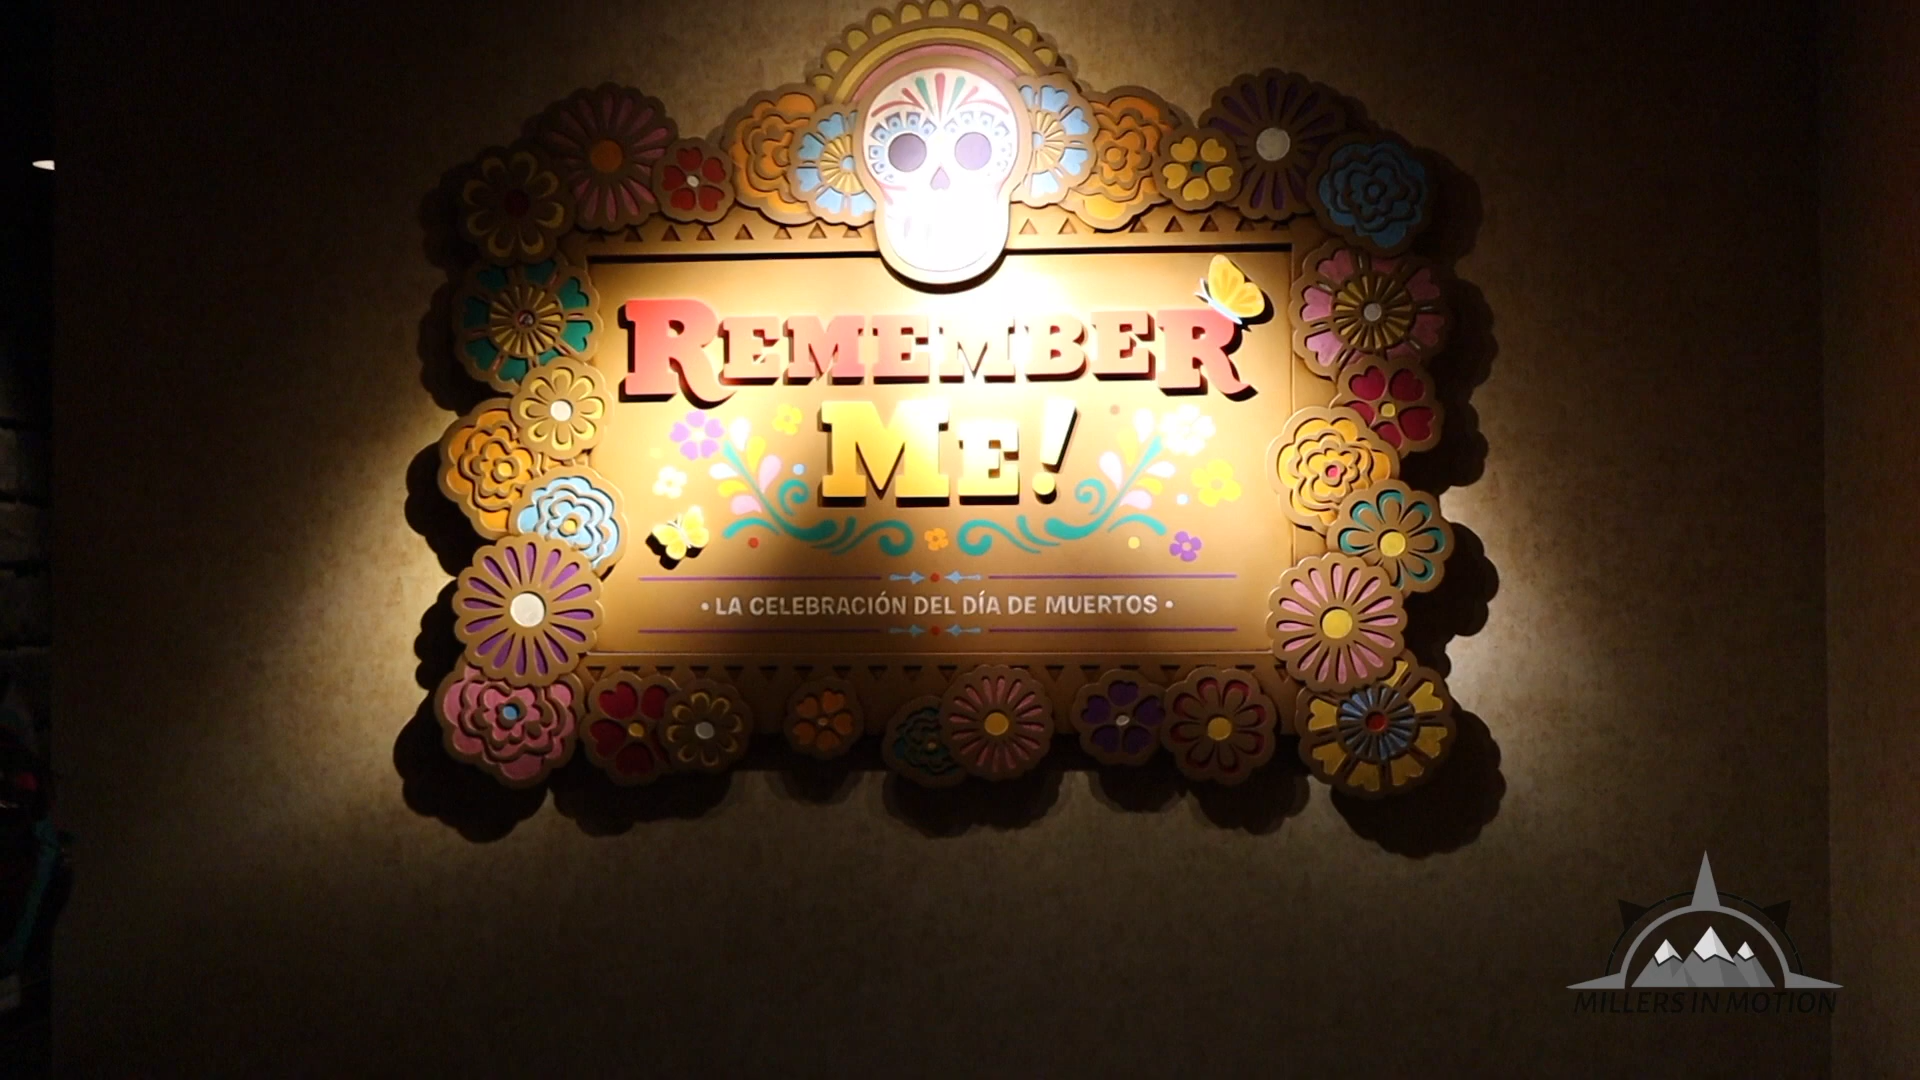 REMEMBER
ME!
• LA CELEBRACIÓN DEL DÍA DE MUERTOS •
MILLERS IN MOTION